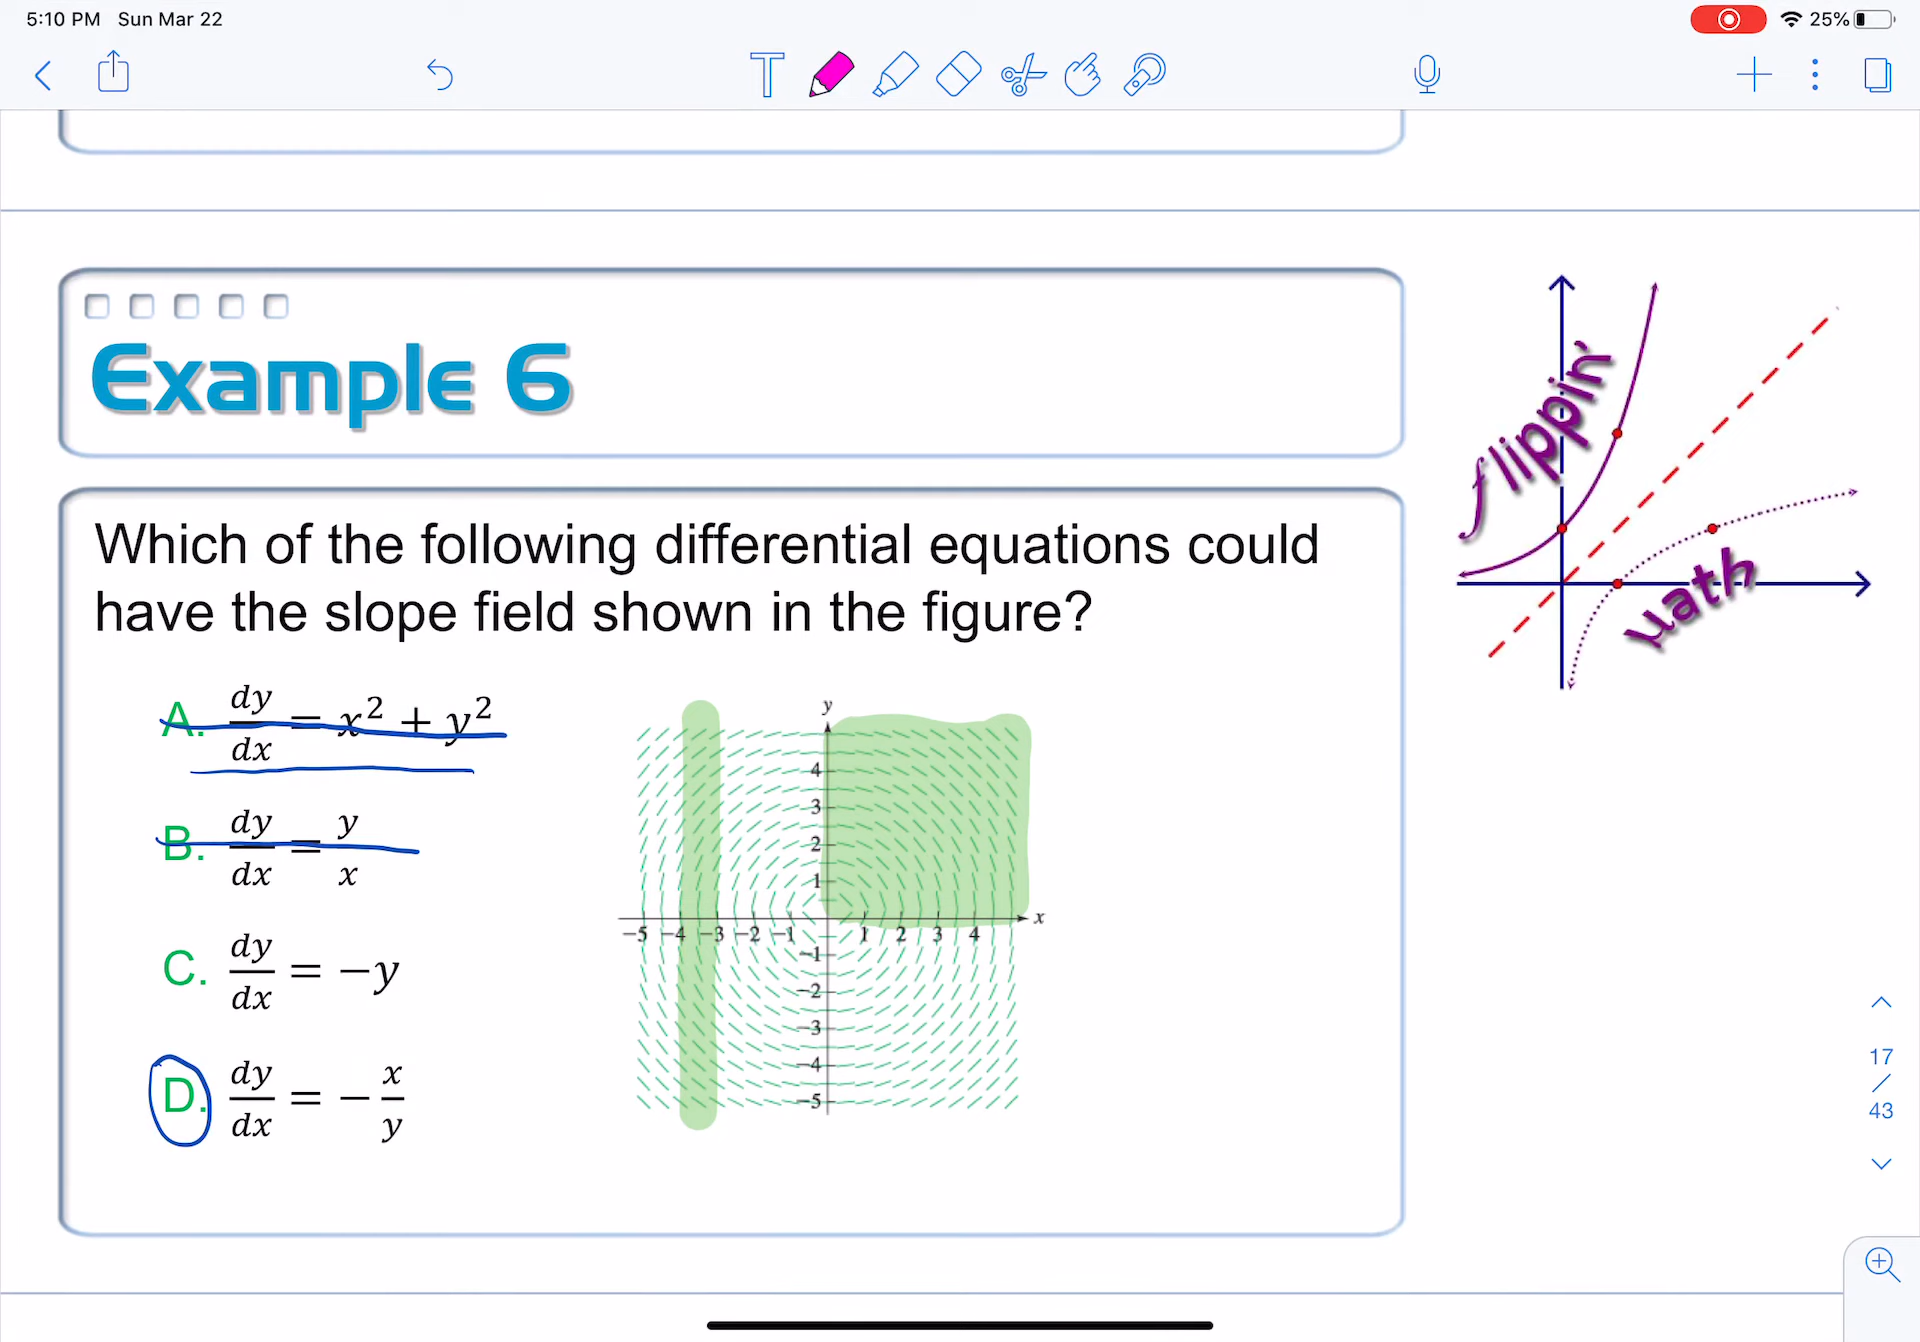 5:10 PM Sun Mar 22
25%
T
Example 6
flippin'
math
Which of the following differential equations could
have the slope field shown in the figure?
A. dy/dx = x² + y²
B. dy/dx = y/x
C. dy/dx = −y
D. dy/dx = −x/y
y
4
3
2
1
x
−5 −4 −3 −2 −1 1 2 3 4
−1
−2
−3
−4
−5
17
/
43